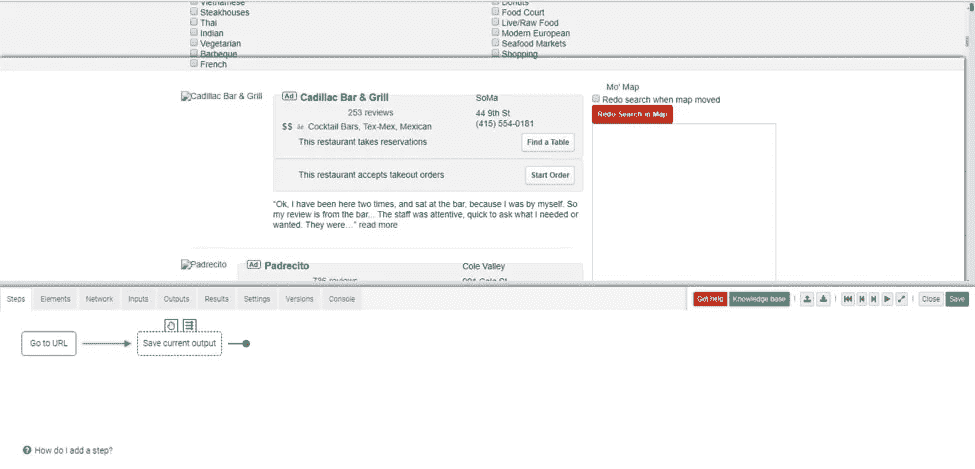 Vietnamese
Donuts
Steakhouses
Food Court
Thai
Live/Raw Food
Indian
Modern European
Vegetarian
Seafood Markets
Barbeque
Shopping
French
Cadillac Bar & Grill
Ad Cadillac Bar & Grill
SoMa
253 reviews
44 9th St
(415) 554-0181
$$ Cocktail Bars, Tex-Mex, Mexican
This restaurant takes reservations
Find a Table
This restaurant accepts takeout orders
Start Order
“Ok, I have been here two times, and sat at the bar, because I was by myself. So
my review is from the bar... The staff was attentive, quick to ask what I needed or
wanted. They were…” read more
Mo' Map
Redo search when map moved
Redo Search in Map
Padrecito
Ad Padrecito
Cole Valley
reviews
Steps Elements Network Inputs Outputs Results Settings Versions Console
Get help Knowledge base Close Save
Go to URL
Save current output
How do I add a step?